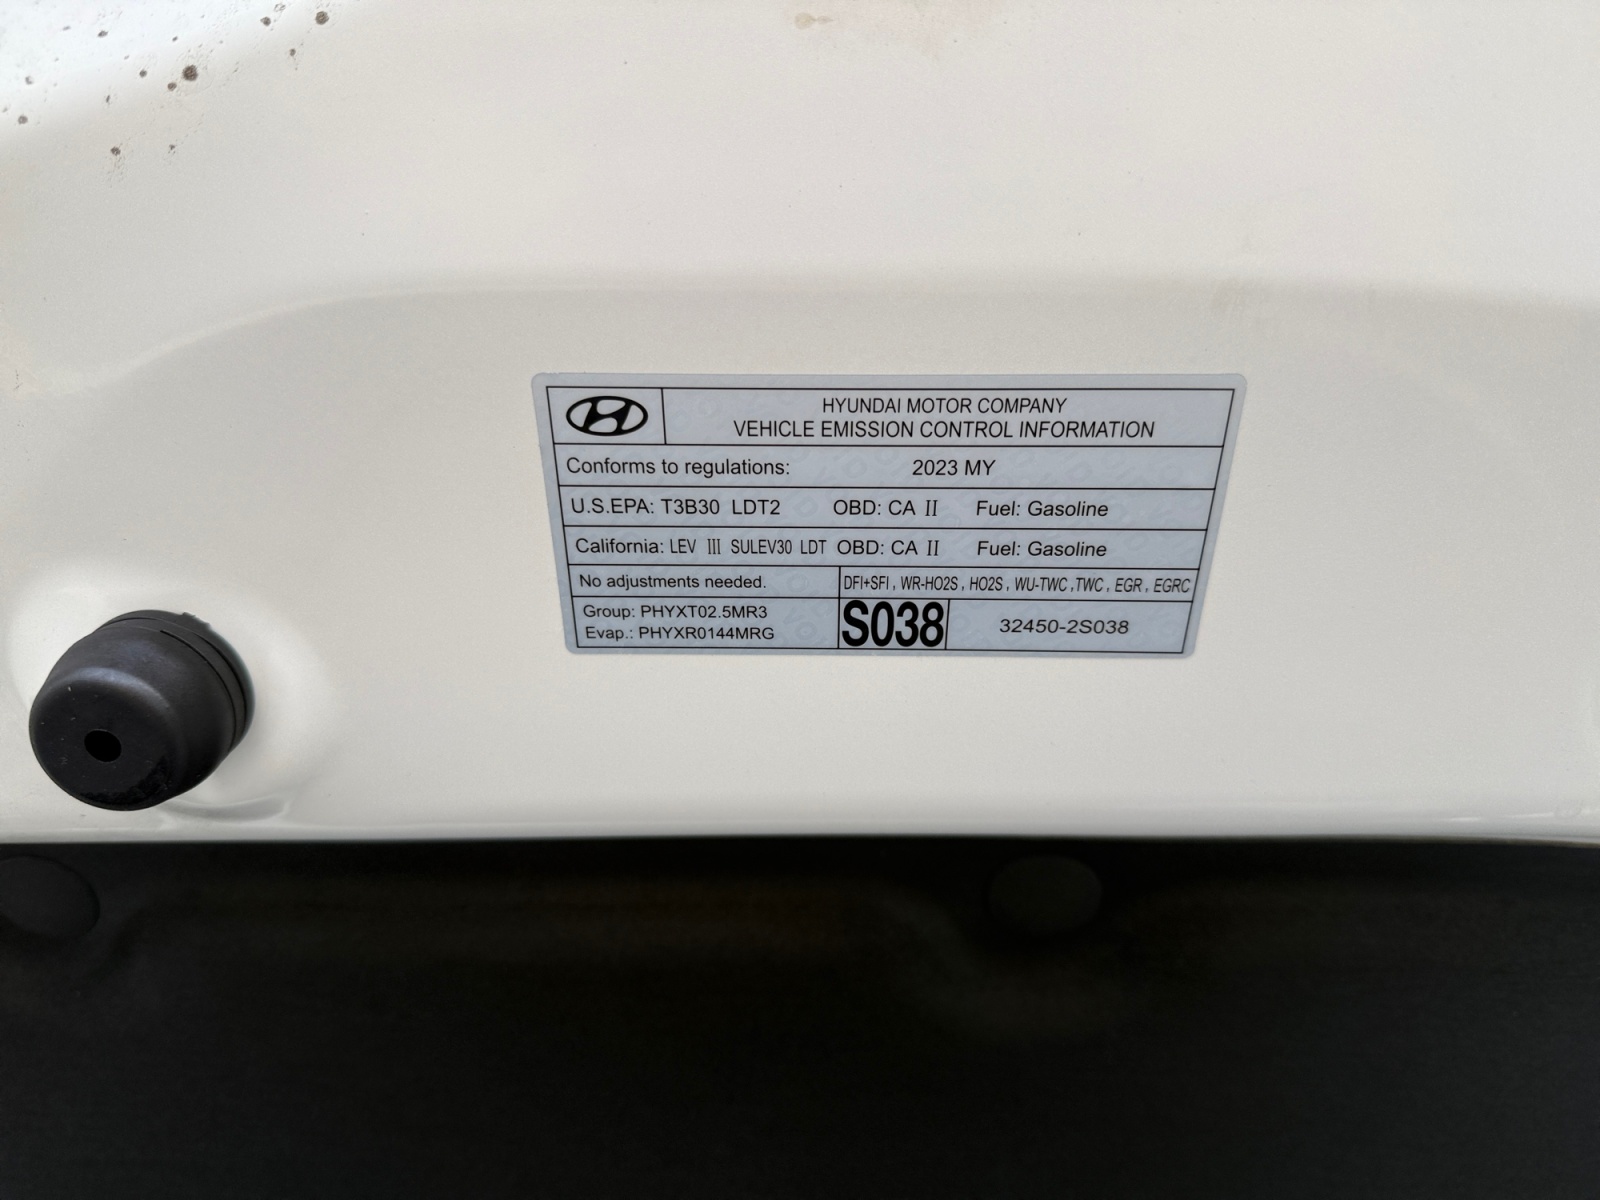 HYUNDAI MOTOR COMPANY
VEHICLE EMISSION CONTROL INFORMATION
Conforms to regulations: 2023 MY
U.S.EPA: T3B30 LDT2 OBD: CA II Fuel: Gasoline
California: LEV III SULEV30 LDT OBD: CA II Fuel: Gasoline
No adjustments needed. DFI+SFI, WR-HO2S, HO2S, WU-TWC,TWC, EGR, EGRC
Group: PHYXT02.5MR3
Evap.: PHYXR0144MRG
S038 32450-2S038